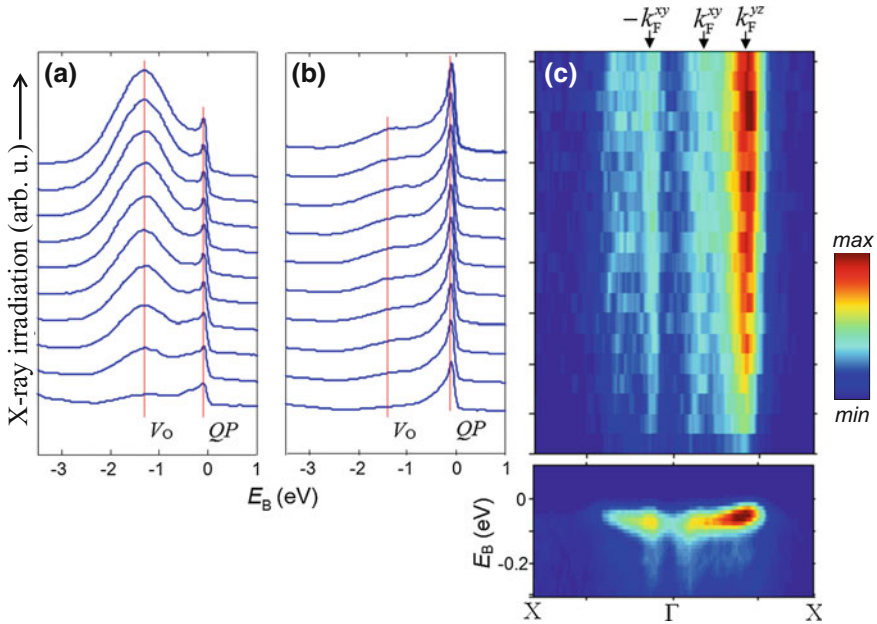 −k_F^xy k_F^xy k_F^yz
(a) (b) (c)
X-ray irradiation (arb. u.)
max
min
V_O QP V_O QP
-3 -2 -1 0 1 -3 -2 -1 0 1
E_B (eV)
0
-0.2
E_B (eV)
X Γ X